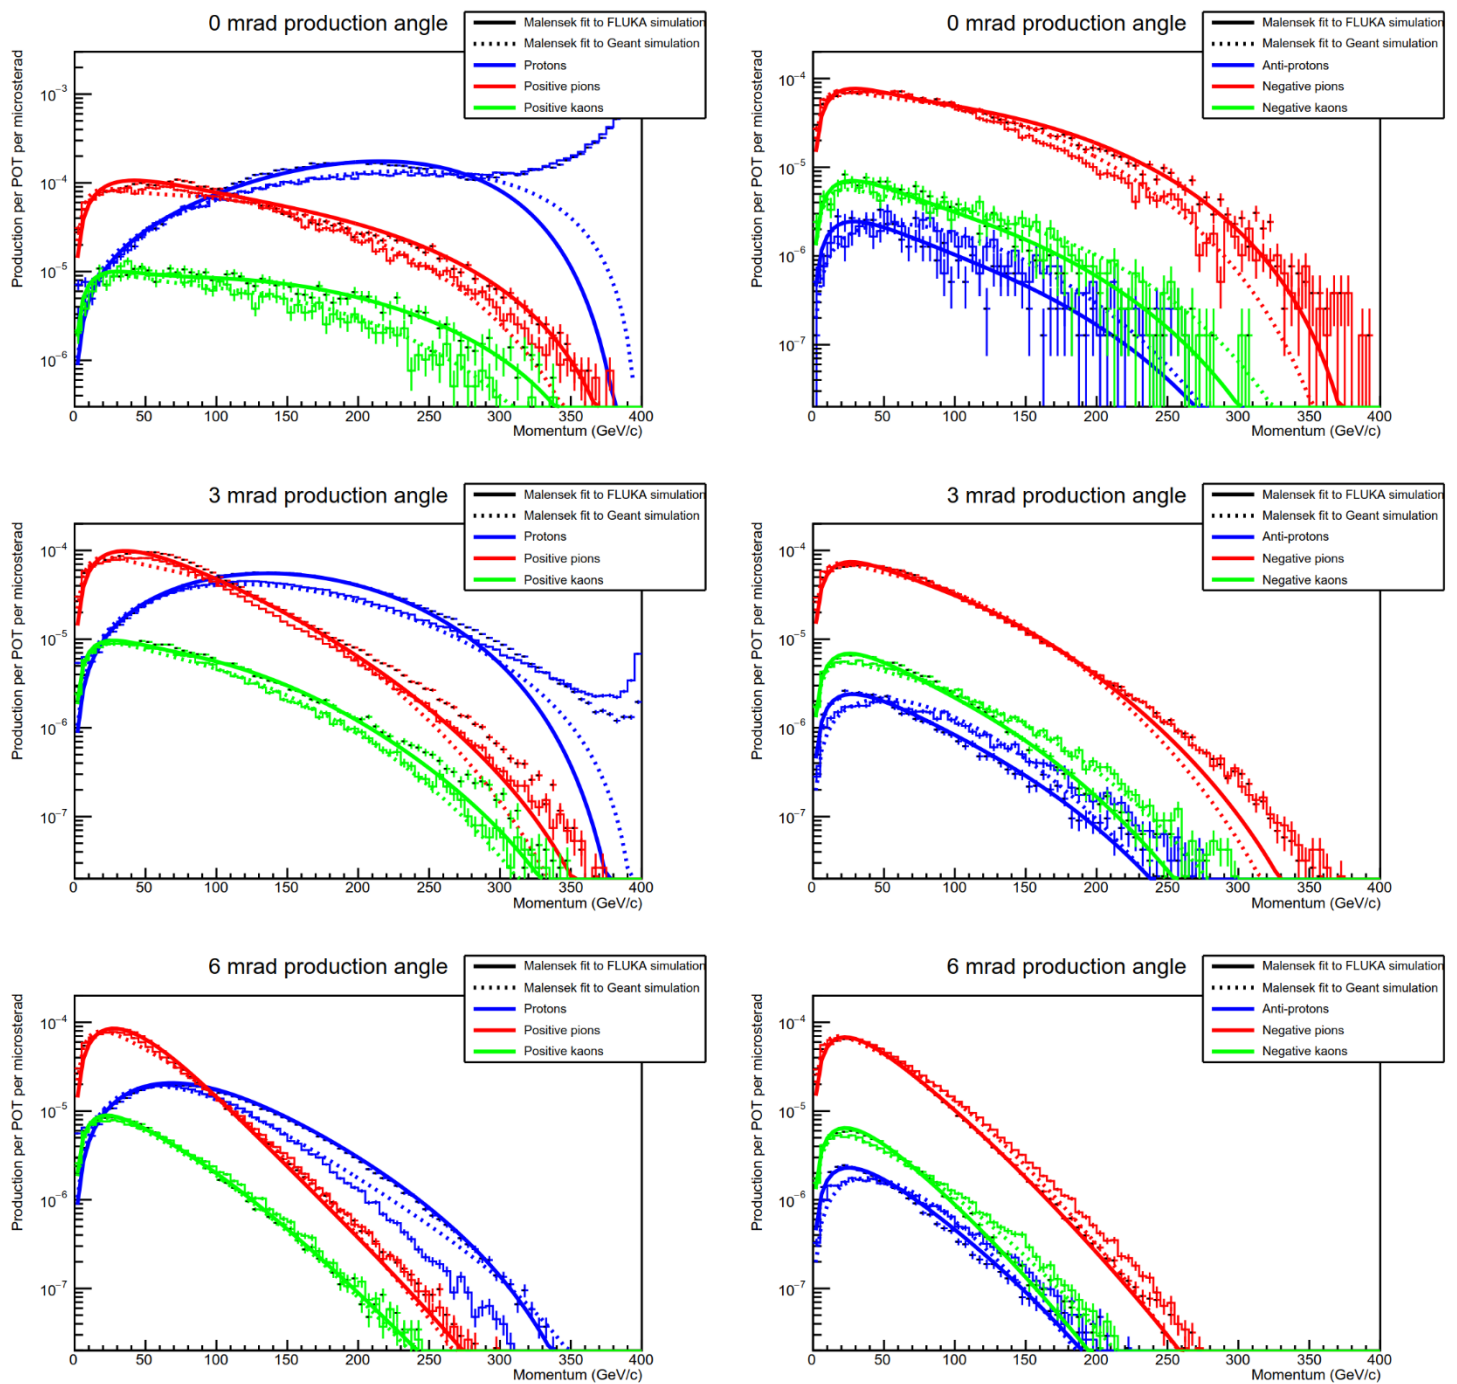 0 mrad production angle
Malensek fit to FLUKA simulation
Malensek fit to Geant simulation
Protons
Positive pions
Positive kaons
Production per POT per microsterad
10⁻³
10⁻⁴
10⁻⁵
10⁻⁶
0 50 100 150 200 250 300 350 400
Momentum (GeV/c)
0 mrad production angle
Malensek fit to FLUKA simulation
Malensek fit to Geant simulation
Anti-protons
Negative pions
Negative kaons
Production per POT per microsterad
10⁻⁴
10⁻⁵
10⁻⁶
10⁻⁷
0 50 100 150 200 250 300 350 400
Momentum (GeV/c)
3 mrad production angle
Malensek fit to FLUKA simulation
Malensek fit to Geant simulation
Protons
Positive pions
Positive kaons
Production per POT per microsterad
10⁻⁴
10⁻⁵
10⁻⁶
10⁻⁷
0 50 100 150 200 250 300 350 400
Momentum (GeV/c)
3 mrad production angle
Malensek fit to FLUKA simulation
Malensek fit to Geant simulation
Anti-protons
Negative pions
Negative kaons
Production per POT per microsterad
10⁻⁴
10⁻⁵
10⁻⁶
10⁻⁷
0 50 100 150 200 250 300 350 400
Momentum (GeV/c)
6 mrad production angle
Malensek fit to FLUKA simulation
Malensek fit to Geant simulation
Protons
Positive pions
Positive kaons
Production per POT per microsterad
10⁻⁴
10⁻⁵
10⁻⁶
10⁻⁷
0 50 100 150 200 250 300 350 400
Momentum (GeV/c)
6 mrad production angle
Malensek fit to FLUKA simulation
Malensek fit to Geant simulation
Anti-protons
Negative pions
Negative kaons
Production per POT per microsterad
10⁻⁴
10⁻⁵
10⁻⁶
10⁻⁷
0 50 100 150 200 250 300 350 400
Momentum (GeV/c)